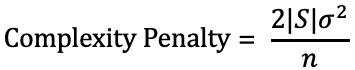 Complexity Penalty = 2|S|σ²/n